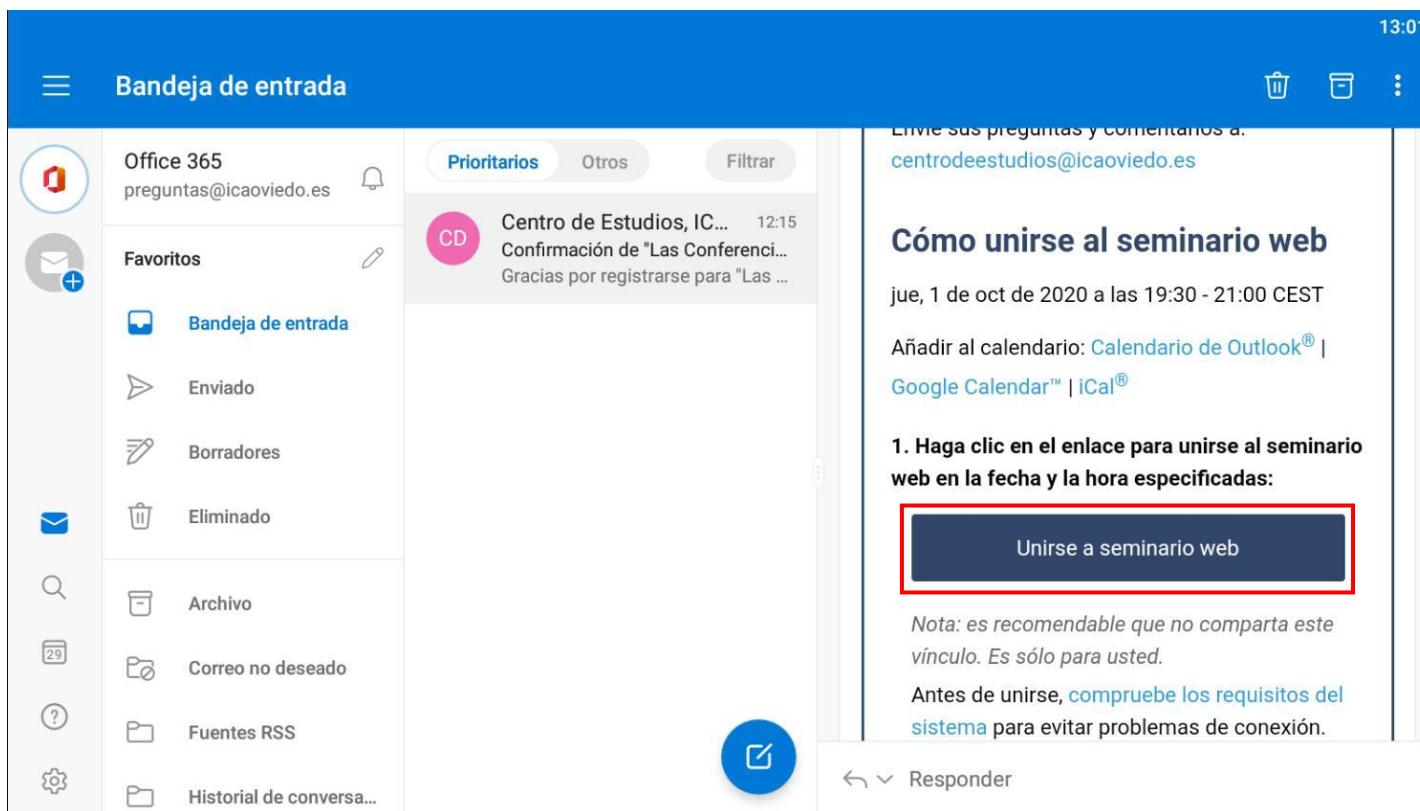 13:01
Bandeja de entrada
Office 365
preguntas@icaoviedo.es
Favoritos
Bandeja de entrada
Enviado
Borradores
Eliminado
Archivo
Correo no deseado
Fuentes RSS
Historial de conversa...
29
Prioritarios
Otros
Filtrar
CD
Centro de Estudios, IC...
12:15
Confirmación de "Las Conferenci...
Gracias por registrarse para "Las ...
Envíe sus preguntas y comentarios a:
centrodeestudios@icaoviedo.es
Cómo unirse al seminario web
jue, 1 de oct de 2020 a las 19:30 - 21:00 CEST
Añadir al calendario: Calendario de Outlook® |
Google Calendar™ | iCal®
1. Haga clic en el enlace para unirse al seminario
web en la fecha y la hora especificadas:
Unirse a seminario web
Nota: es recomendable que no comparta este
vínculo. Es sólo para usted.
Antes de unirse, compruebe los requisitos del
sistema para evitar problemas de conexión.
Responder